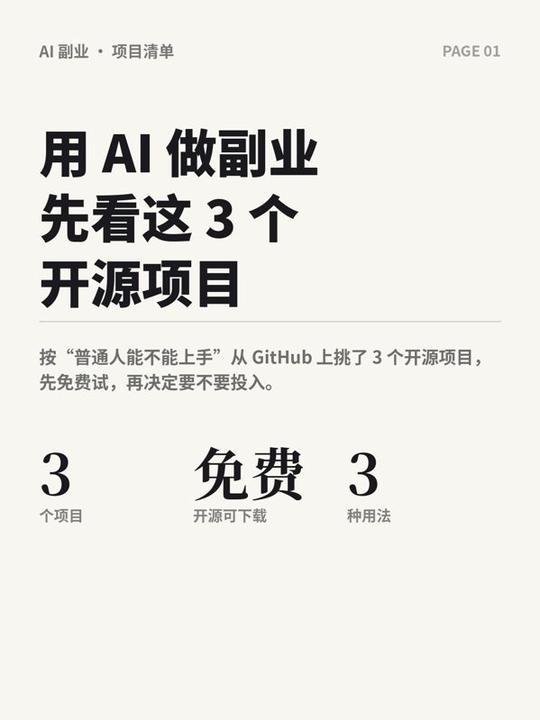 AI 副业 · 项目清单
PAGE 01
用 AI 做副业
先看这 3 个
开源项目
按“普通人能不能上手”从 GitHub 上挑了 3 个开源项目，
先免费试，再决定要不要投入。
3
个项目
免费
开源可下载
3
种用法